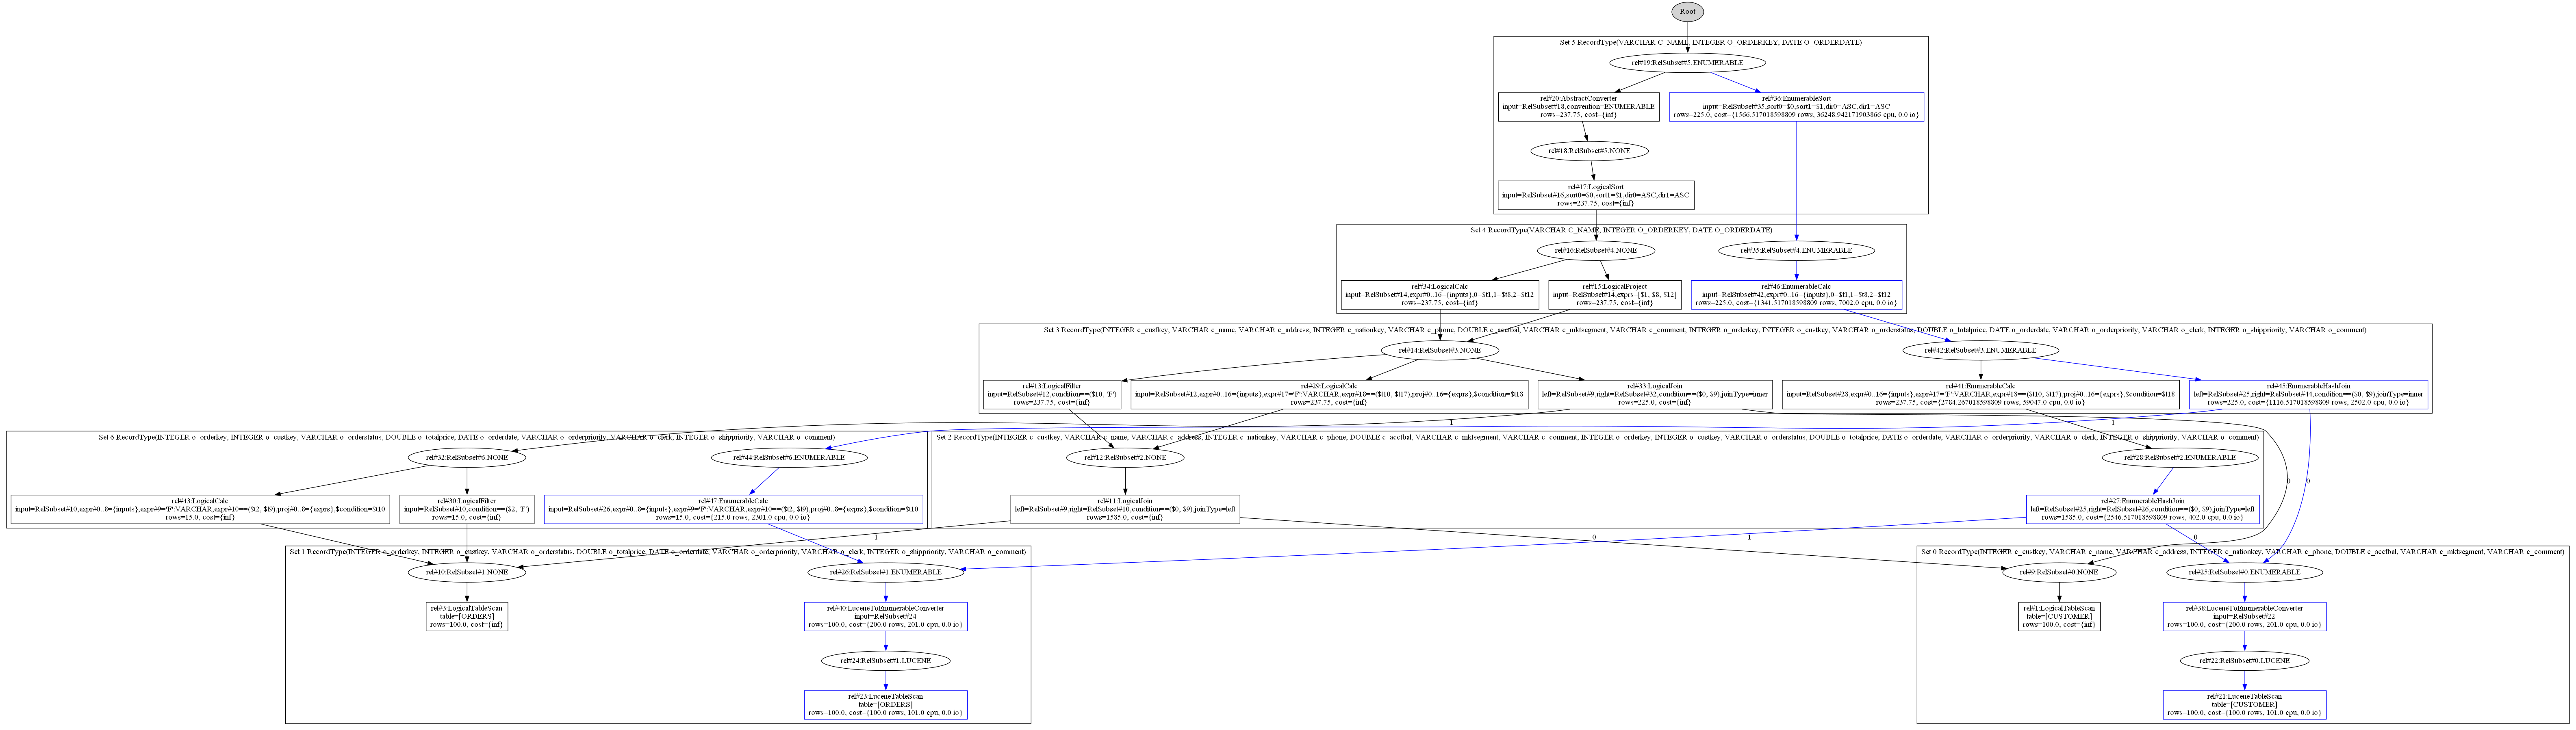 Root
Set 5 RecordType(VARCHAR C_NAME, INTEGER O_ORDERKEY, DATE O_ORDERDATE)
rel#19:RelSubset#5.ENUMERABLE
rel#20:AbstractConverter
input=RelSubset#18,convention=ENUMERABLE
rows=237.75, cost={inf}
rel#36:EnumerableSort
input=RelSubset#35,sort0=$0,sort1=$1,dir0=ASC,dir1=ASC
rows=225.0, cost={1566.517018598809 rows, 36248.942171903866 cpu, 0.0 io}
rel#18:RelSubset#5.NONE
rel#17:LogicalSort
input=RelSubset#16,sort0=$0,sort1=$1,dir0=ASC,dir1=ASC
rows=237.75, cost={inf}
Set 4 RecordType(VARCHAR C_NAME, INTEGER O_ORDERKEY, DATE O_ORDERDATE)
rel#16:RelSubset#4.NONE
rel#35:RelSubset#4.ENUMERABLE
rel#34:LogicalCalc
input=RelSubset#14,expr#0..16={inputs},0=$t1,1=$t8,2=$t12
rows=237.75, cost={inf}
rel#15:LogicalProject
input=RelSubset#14,exprs=[$1, $8, $12]
rows=237.75, cost={inf}
rel#46:EnumerableCalc
input=RelSubset#42,expr#0..16={inputs},0=$t1,1=$t8,2=$t12
rows=225.0, cost={1341.517018598809 rows, 7002.0 cpu, 0.0 io}
Set 3 RecordType(INTEGER c_custkey, VARCHAR c_name, VARCHAR c_address, INTEGER c_nationkey, VARCHAR c_phone, DOUBLE c_acctbal, VARCHAR c_mktsegment, VARCHAR c_comment, INTEGER o_orderkey, INTEGER o_custkey, VARCHAR o_orderstatus, DOUBLE o_totalprice, DATE o_orderdate, VARCHAR o_orderpriority, VARCHAR o_clerk, INTEGER o_shippriority, VARCHAR o_comment)
rel#14:RelSubset#3.NONE
rel#42:RelSubset#3.ENUMERABLE
rel#13:LogicalFilter
input=RelSubset#12,condition==($10, 'F')
rows=237.75, cost={inf}
rel#29:LogicalCalc
input=RelSubset#12,expr#0..16={inputs},expr#17='F':VARCHAR,expr#18==($t10, $t17),proj#0..16={exprs},$condition=$t18
rows=237.75, cost={inf}
rel#33:LogicalJoin
left=RelSubset#9,right=RelSubset#32,condition==($0, $9),joinType=inner
rows=225.0, cost={inf}
rel#41:EnumerableCalc
input=RelSubset#28,expr#0..16={inputs},expr#17='F':VARCHAR,expr#18==($t10, $t17),proj#0..16={exprs},$condition=$t18
rows=237.75, cost={2784.267018598809 rows, 59047.0 cpu, 0.0 io}
rel#45:EnumerableHashJoin
left=RelSubset#25,right=RelSubset#44,condition==($0, $9),joinType=inner
rows=225.0, cost={1116.517018598809 rows, 2502.0 cpu, 0.0 io}
1
1
Set 6 RecordType(INTEGER o_orderkey, INTEGER o_custkey, VARCHAR o_orderstatus, DOUBLE o_totalprice, DATE o_orderdate, VARCHAR o_orderpriority, VARCHAR o_clerk, INTEGER o_shippriority, VARCHAR o_comment)
Set 2 RecordType(INTEGER c_custkey, VARCHAR c_name, VARCHAR c_address, INTEGER c_nationkey, VARCHAR c_phone, DOUBLE c_acctbal, VARCHAR c_mktsegment, VARCHAR c_comment, INTEGER o_orderkey, INTEGER o_custkey, VARCHAR o_orderstatus, DOUBLE o_totalprice, DATE o_orderdate, VARCHAR o_orderpriority, VARCHAR o_clerk, INTEGER o_shippriority, VARCHAR o_comment)
rel#32:RelSubset#6.NONE
rel#44:RelSubset#6.ENUMERABLE
rel#12:RelSubset#2.NONE
rel#28:RelSubset#2.ENUMERABLE
0
0
rel#43:LogicalCalc
input=RelSubset#10,expr#0..8={inputs},expr#9='F':VARCHAR,expr#10==($t2, $t9),proj#0..8={exprs},$condition=$t10
rows=15.0, cost={inf}
rel#30:LogicalFilter
input=RelSubset#10,condition==($2, 'F')
rows=15.0, cost={inf}
rel#47:EnumerableCalc
input=RelSubset#26,expr#0..8={inputs},expr#9='F':VARCHAR,expr#10==($t2, $t9),proj#0..8={exprs},$condition=$t10
rows=15.0, cost={215.0 rows, 2301.0 cpu, 0.0 io}
rel#11:LogicalJoin
left=RelSubset#9,right=RelSubset#10,condition==($0, $9),joinType=left
rows=1585.0, cost={inf}
rel#27:EnumerableHashJoin
left=RelSubset#25,right=RelSubset#26,condition==($0, $9),joinType=left
rows=1585.0, cost={2546.517018598809 rows, 402.0 cpu, 0.0 io}
1
0
1
0
Set 1 RecordType(INTEGER o_orderkey, INTEGER o_custkey, VARCHAR o_orderstatus, DOUBLE o_totalprice, DATE o_orderdate, VARCHAR o_orderpriority, VARCHAR o_clerk, INTEGER o_shippriority, VARCHAR o_comment)
Set 0 RecordType(INTEGER c_custkey, VARCHAR c_name, VARCHAR c_address, INTEGER c_nationkey, VARCHAR c_phone, DOUBLE c_acctbal, VARCHAR c_mktsegment, VARCHAR c_comment)
rel#10:RelSubset#1.NONE
rel#26:RelSubset#1.ENUMERABLE
rel#9:RelSubset#0.NONE
rel#25:RelSubset#0.ENUMERABLE
rel#3:LogicalTableScan
table=[ORDERS]
rows=100.0, cost={inf}
rel#40:LuceneToEnumerableConverter
input=RelSubset#24
rows=100.0, cost={200.0 rows, 201.0 cpu, 0.0 io}
rel#1:LogicalTableScan
table=[CUSTOMER]
rows=100.0, cost={inf}
rel#38:LuceneToEnumerableConverter
input=RelSubset#22
rows=100.0, cost={200.0 rows, 201.0 cpu, 0.0 io}
rel#24:RelSubset#1.LUCENE
rel#22:RelSubset#0.LUCENE
rel#23:LuceneTableScan
table=[ORDERS]
rows=100.0, cost={100.0 rows, 101.0 cpu, 0.0 io}
rel#21:LuceneTableScan
table=[CUSTOMER]
rows=100.0, cost={100.0 rows, 101.0 cpu, 0.0 io}